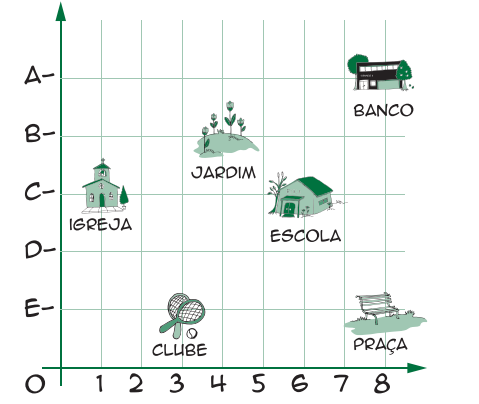 A-
BANCO
B-
JARDIM
C-
IGREJA
ESCOLA
D-
E-
CLUBE
PRAÇA
O 1 2 3 4 5 6 7 8